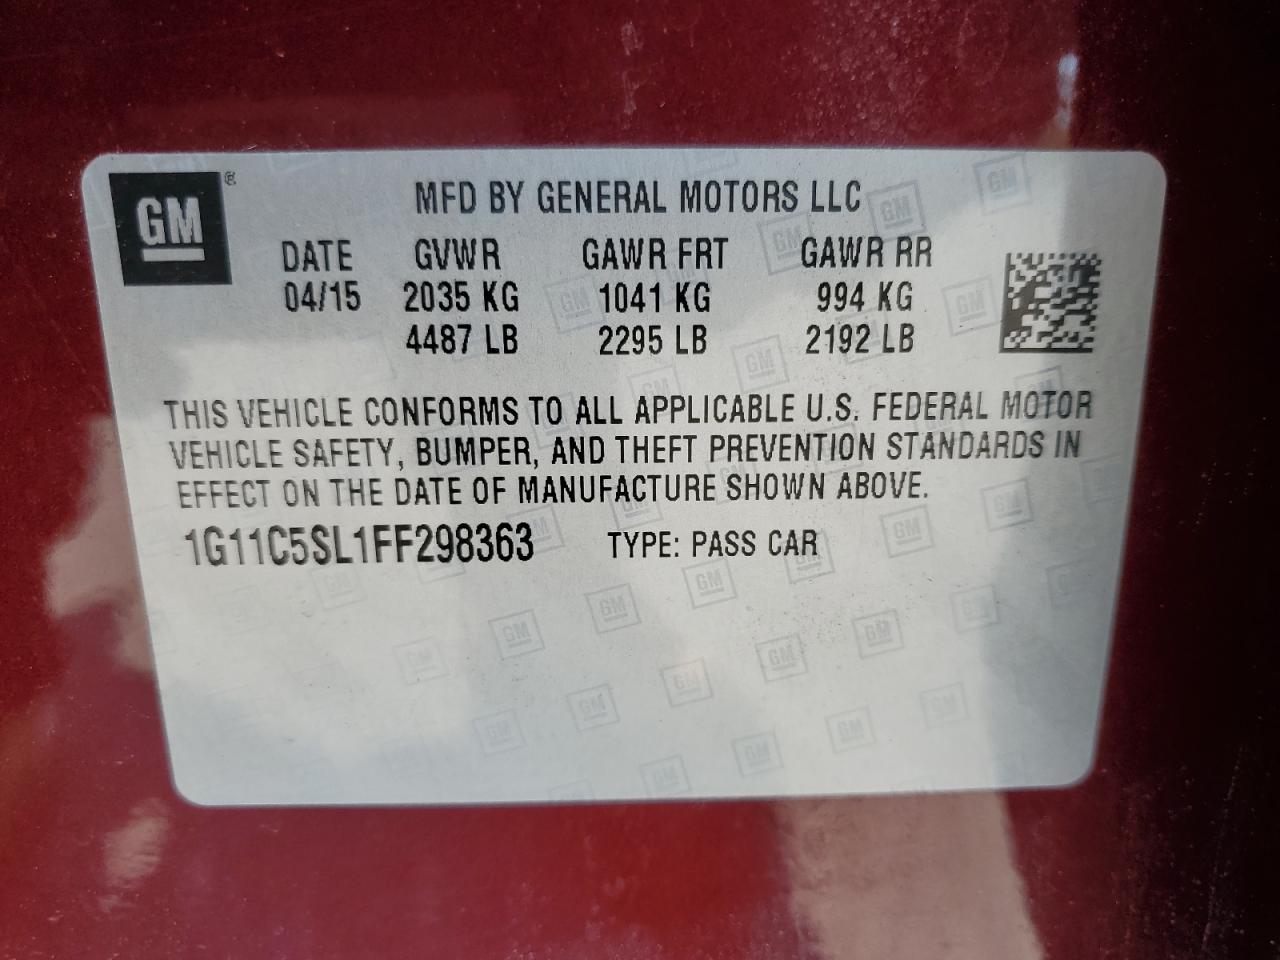 GM®
MFD BY GENERAL MOTORS LLC
DATE GVWR GAWR FRT GAWR RR
04/15 2035 KG 1041 KG 994 KG
4487 LB 2295 LB 2192 LB
THIS VEHICLE CONFORMS TO ALL APPLICABLE U.S. FEDERAL MOTOR
VEHICLE SAFETY, BUMPER, AND THEFT PREVENTION STANDARDS IN
EFFECT ON THE DATE OF MANUFACTURE SHOWN ABOVE.
1G11C5SL1FF298363 TYPE: PASS CAR